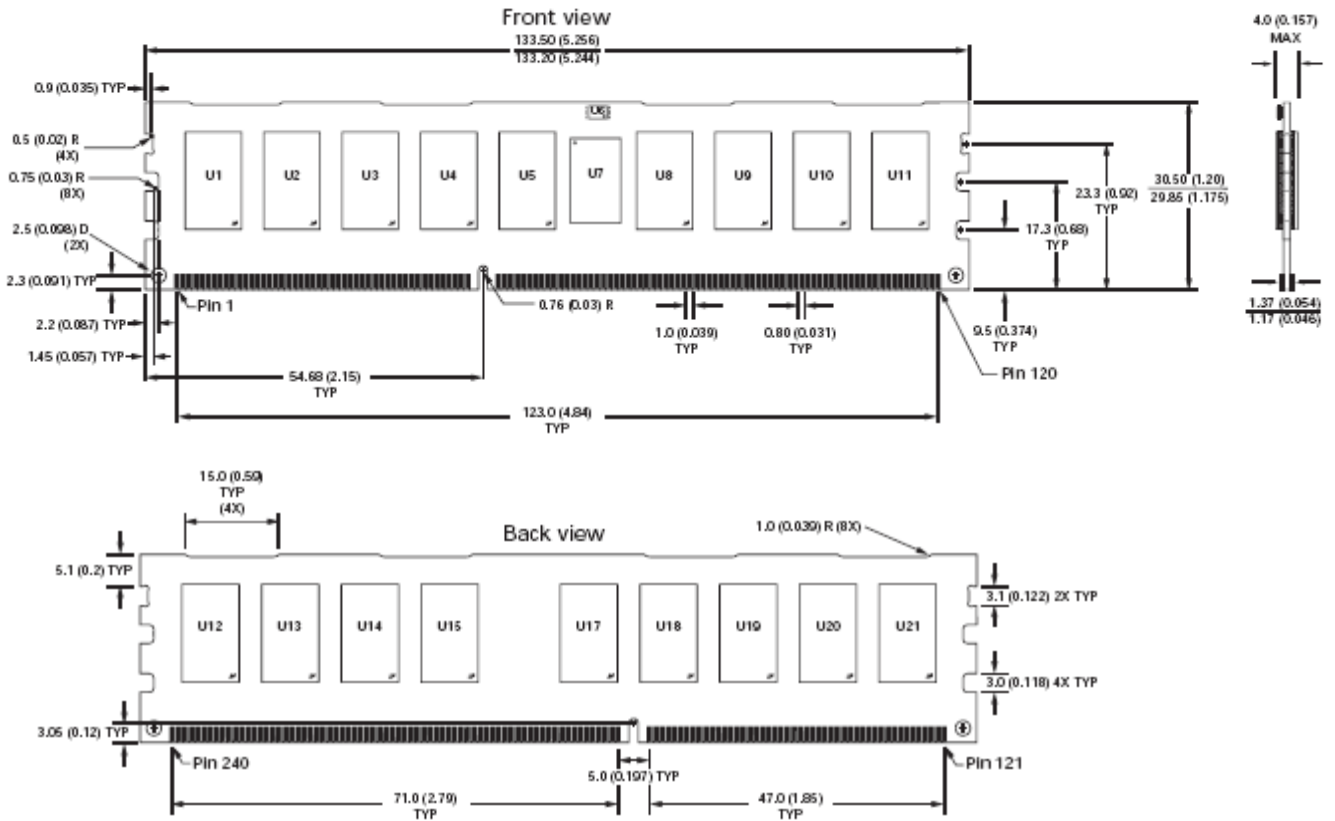 Front view
133.50 (5.256)
133.20 (5.244)
4.0 (0.157)
MAX
0.9 (0.035) TYP
U6
0.5 (0.02) R
(4X)
0.75 (0.03) R
(8X)
2.5 (0.098) D
(2X)
2.3 (0.091) TYP
2.2 (0.087) TYP
1.45 (0.057) TYP
U1
U2
U3
U4
U5
U7
U8
U9
U10
U11
Pin 1
0.76 (0.03) R
1.0 (0.039)
TYP
0.80 (0.031)
TYP
54.68 (2.15)
TYP
123.0 (4.84)
TYP
Pin 120
23.3 (0.92)
TYP
17.3 (0.68)
TYP
9.5 (0.374)
TYP
30.50 (1.20)
29.85 (1.175)
1.37 (0.054)
1.17 (0.046)
15.0 (0.59)
TYP
(4X)
Back view
1.0 (0.039) R (8X)
5.1 (0.2) TYP
U12
U13
U14
U15
U17
U18
U19
U20
U21
3.1 (0.122) 2X TYP
3.0 (0.118) 4X TYP
3.05 (0.12) TYP
Pin 240
5.0 (0.197) TYP
Pin 121
71.0 (2.79)
TYP
47.0 (1.85)
TYP